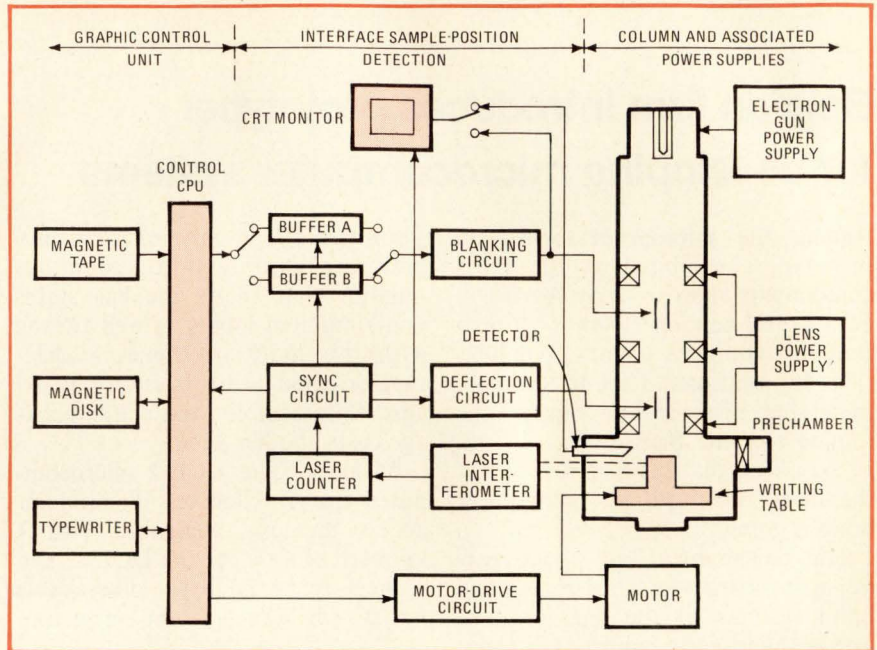 GRAPHIC CONTROL
UNIT
INTERFACE SAMPLE-POSITION
DETECTION
COLUMN AND ASSOCIATED
POWER SUPPLIES
CRT MONITOR
ELECTRON-
GUN
POWER
SUPPLY
CONTROL
CPU
MAGNETIC
TAPE
BUFFER A
BUFFER B
BLANKING
CIRCUIT
DETECTOR
LENS
POWER
SUPPLY
MAGNETIC
DISK
SYNC
CIRCUIT
DEFLECTION
CIRCUIT
PRECHAMBER
LASER
COUNTER
LASER
INTER-
FEROMETER
WRITING
TABLE
TYPEWRITER
MOTOR-DRIVE
CIRCUIT
MOTOR